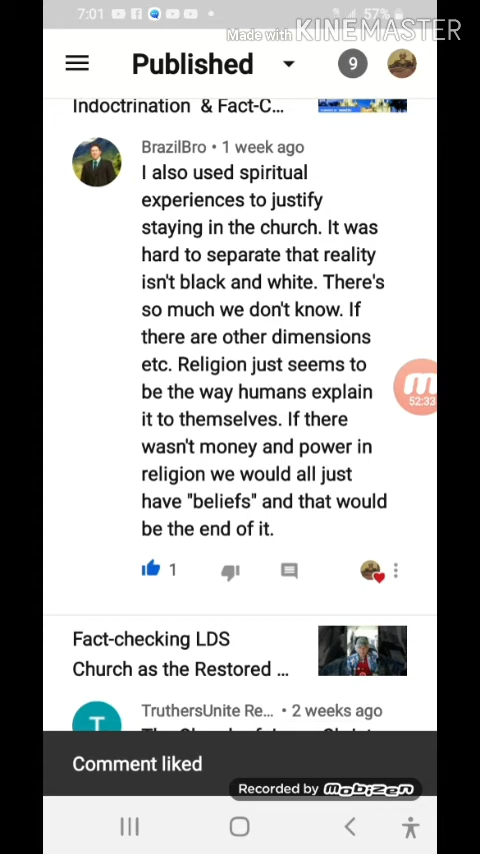 7:01 57%
Made with KINEMASTER
Published 9
Indoctrination & Fact-C...
BrazilBro • 1 week ago
I also used spiritual
experiences to justify
staying in the church. It was
hard to separate that reality
isn't black and white. There's
so much we don't know. If
there are other dimensions
etc. Religion just seems to
be the way humans explain
it to themselves. If there
wasn't money and power in
religion we would all just
have "beliefs" and that would
be the end of it.
52:33
1
Fact-checking LDS
Church as the Restored ...
T
TruthersUnite Re... • 2 weeks ago
Comment liked
Recorded by mobizen